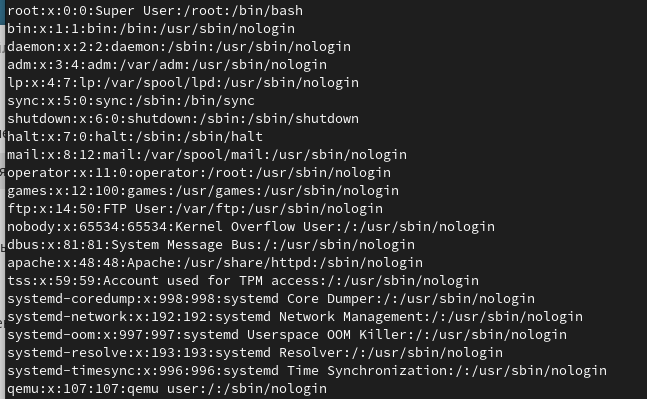 root:x:0:0:Super User:/root:/bin/bash
bin:x:1:1:bin:/bin:/usr/sbin/nologin
daemon:x:2:2:daemon:/sbin:/usr/sbin/nologin
adm:x:3:4:adm:/var/adm:/usr/sbin/nologin
lp:x:4:7:lp:/var/spool/lpd:/usr/sbin/nologin
sync:x:5:0:sync:/sbin:/bin/sync
shutdown:x:6:0:shutdown:/sbin:/sbin/shutdown
halt:x:7:0:halt:/sbin:/sbin/halt
mail:x:8:12:mail:/var/spool/mail:/usr/sbin/nologin
operator:x:11:0:operator:/root:/usr/sbin/nologin
games:x:12:100:games:/usr/games:/usr/sbin/nologin
ftp:x:14:50:FTP User:/var/ftp:/usr/sbin/nologin
nobody:x:65534:65534:Kernel Overflow User:/:/usr/sbin/nologin
dbus:x:81:81:System Message Bus:/:/usr/sbin/nologin
apache:x:48:48:Apache:/usr/share/httpd:/sbin/nologin
tss:x:59:59:Account used for TPM access:/:/usr/sbin/nologin
systemd-coredump:x:998:998:systemd Core Dumper:/:/usr/sbin/nologin
systemd-network:x:192:192:systemd Network Management:/:/usr/sbin/nologin
systemd-oom:x:997:997:systemd Userspace OOM Killer:/:/usr/sbin/nologin
systemd-resolve:x:193:193:systemd Resolver:/:/usr/sbin/nologin
systemd-timesync:x:996:996:systemd Time Synchronization:/:/usr/sbin/nologin
qemu:x:107:107:qemu user:/:/sbin/nologin